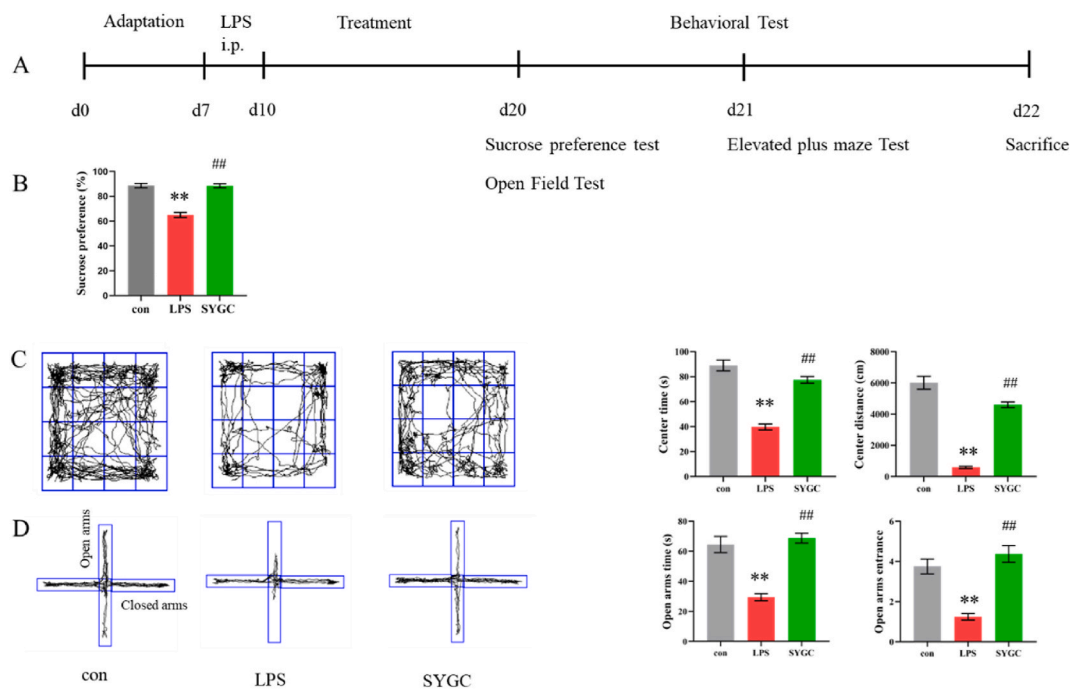 Adaptation
LPS
i.p.
Treatment
Behavioral Test
A
d0
d7
d10
d20
d21
d22
Sucrose preference test
Elevated plus maze Test
Sacrifice
Open Field Test
B
Sucrose preference (%)
100
80
60
40
20
0
**
##
con
LPS
SYGC
C
Center time (s)
100
80
60
40
20
0
**
##
con
LPS
SYGC
Center distance (cm)
8000
6000
4000
2000
0
**
##
con
LPS
SYGC
D
Open arms
Closed arms
con
LPS
SYGC
Open arms time (s)
80
60
40
20
0
**
##
con
LPS
SYGC
Open arms entrance
6
4
2
0
**
##
con
LPS
SYGC